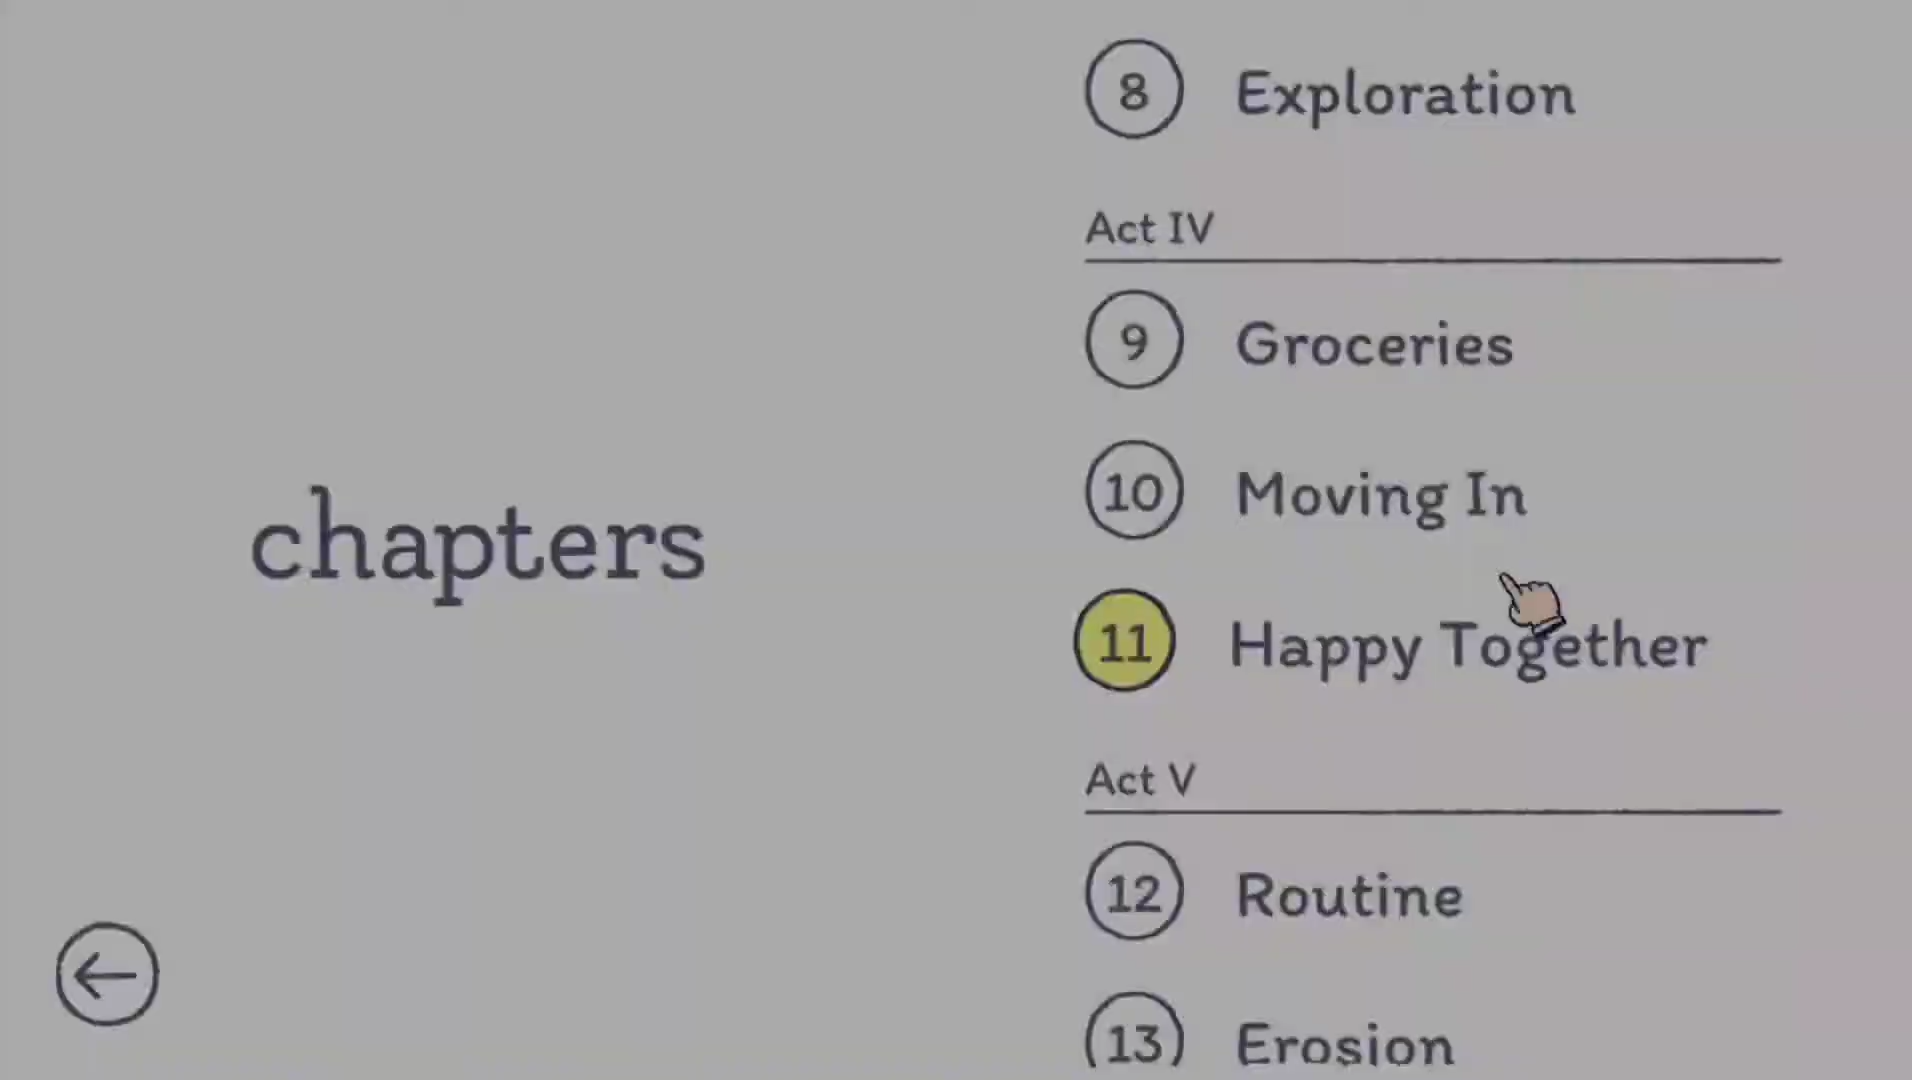 8 Exploration
Act IV
9 Groceries
10 Moving In
chapters
11 Happy Together
Act V
12 Routine
13 Erosion